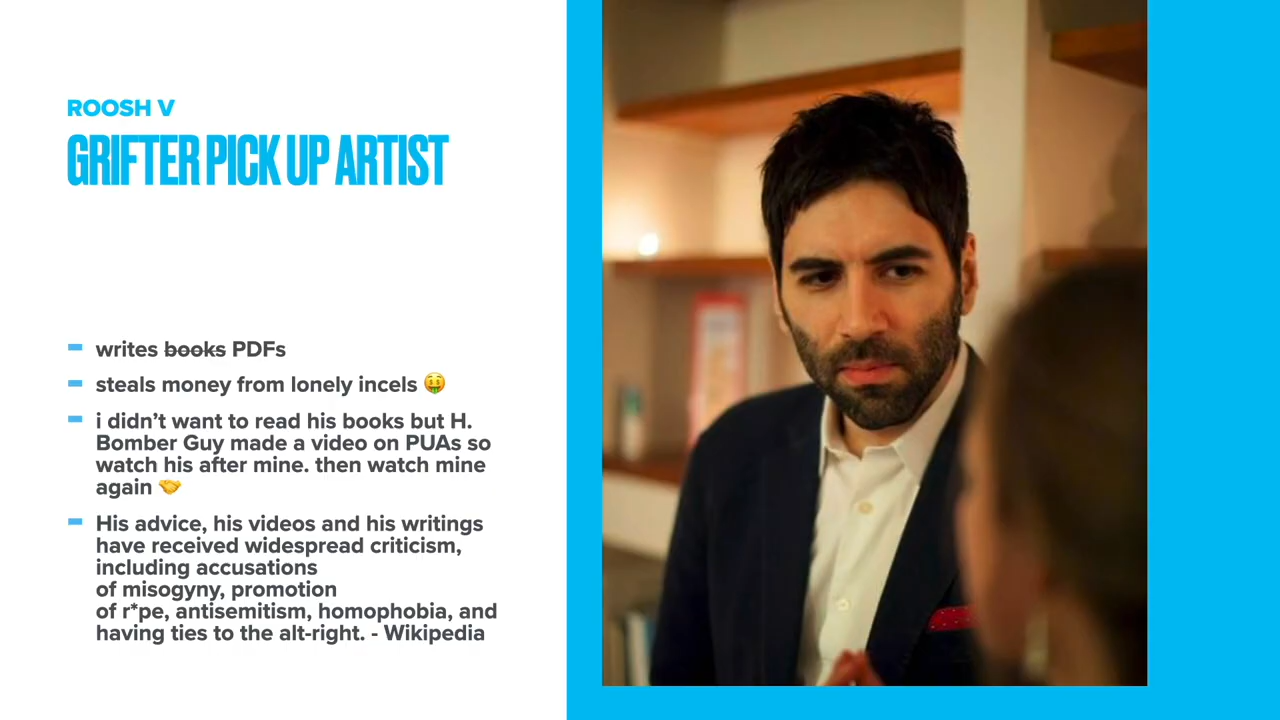 ROOSH V
GRIFTER PICK UP ARTIST
writes books PDFs
steals money from lonely incels 🤑
i didn’t want to read his books but H.
Bomber Guy made a video on PUAs so
watch his after mine. then watch mine
again 🤝
His advice, his videos and his writings
have received widespread criticism,
including accusations
of misogyny, promotion
of r*pe, antisemitism, homophobia, and
having ties to the alt-right. - Wikipedia